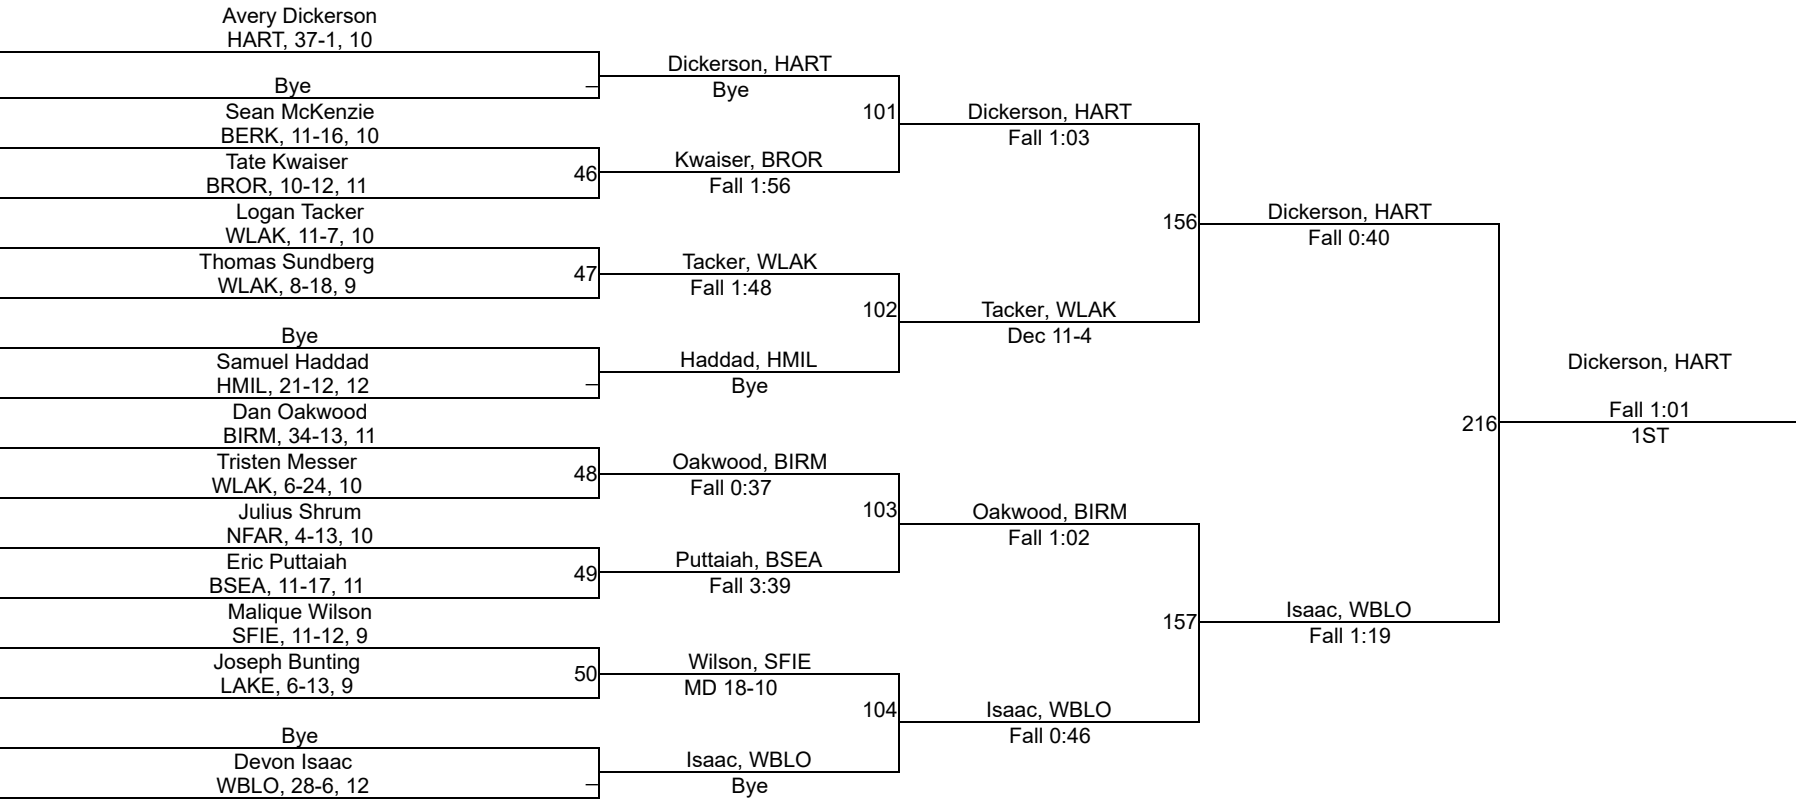 Avery Dickerson
HART, 37-1, 10
Bye
–
Sean McKenzie
BERK, 11-16, 10
Tate Kwaiser
BROR, 10-12, 11
46
Logan Tacker
WLAK, 11-7, 10
Thomas Sundberg
WLAK, 8-18, 9
47
Bye
Samuel Haddad
HMIL, 21-12, 12
–
Dan Oakwood
BIRM, 34-13, 11
Tristen Messer
WLAK, 6-24, 10
48
Julius Shrum
NFAR, 4-13, 10
Eric Puttaiah
BSEA, 11-17, 11
49
Malique Wilson
SFIE, 11-12, 9
Joseph Bunting
LAKE, 6-13, 9
50
Bye
Devon Isaac
WBLO, 28-6, 12
–
Dickerson, HART
Bye
101
Kwaiser, BROR
Fall 1:56
Tacker, WLAK
Fall 1:48
102
Haddad, HMIL
Bye
Oakwood, BIRM
Fall 0:37
103
Puttaiah, BSEA
Fall 3:39
Wilson, SFIE
MD 18-10
104
Isaac, WBLO
Bye
Dickerson, HART
Fall 1:03
156
Tacker, WLAK
Dec 11-4
Oakwood, BIRM
Fall 1:02
157
Isaac, WBLO
Fall 0:46
Dickerson, HART
Fall 0:40
216
Isaac, WBLO
Fall 1:19
Dickerson, HART
Fall 1:01
1ST